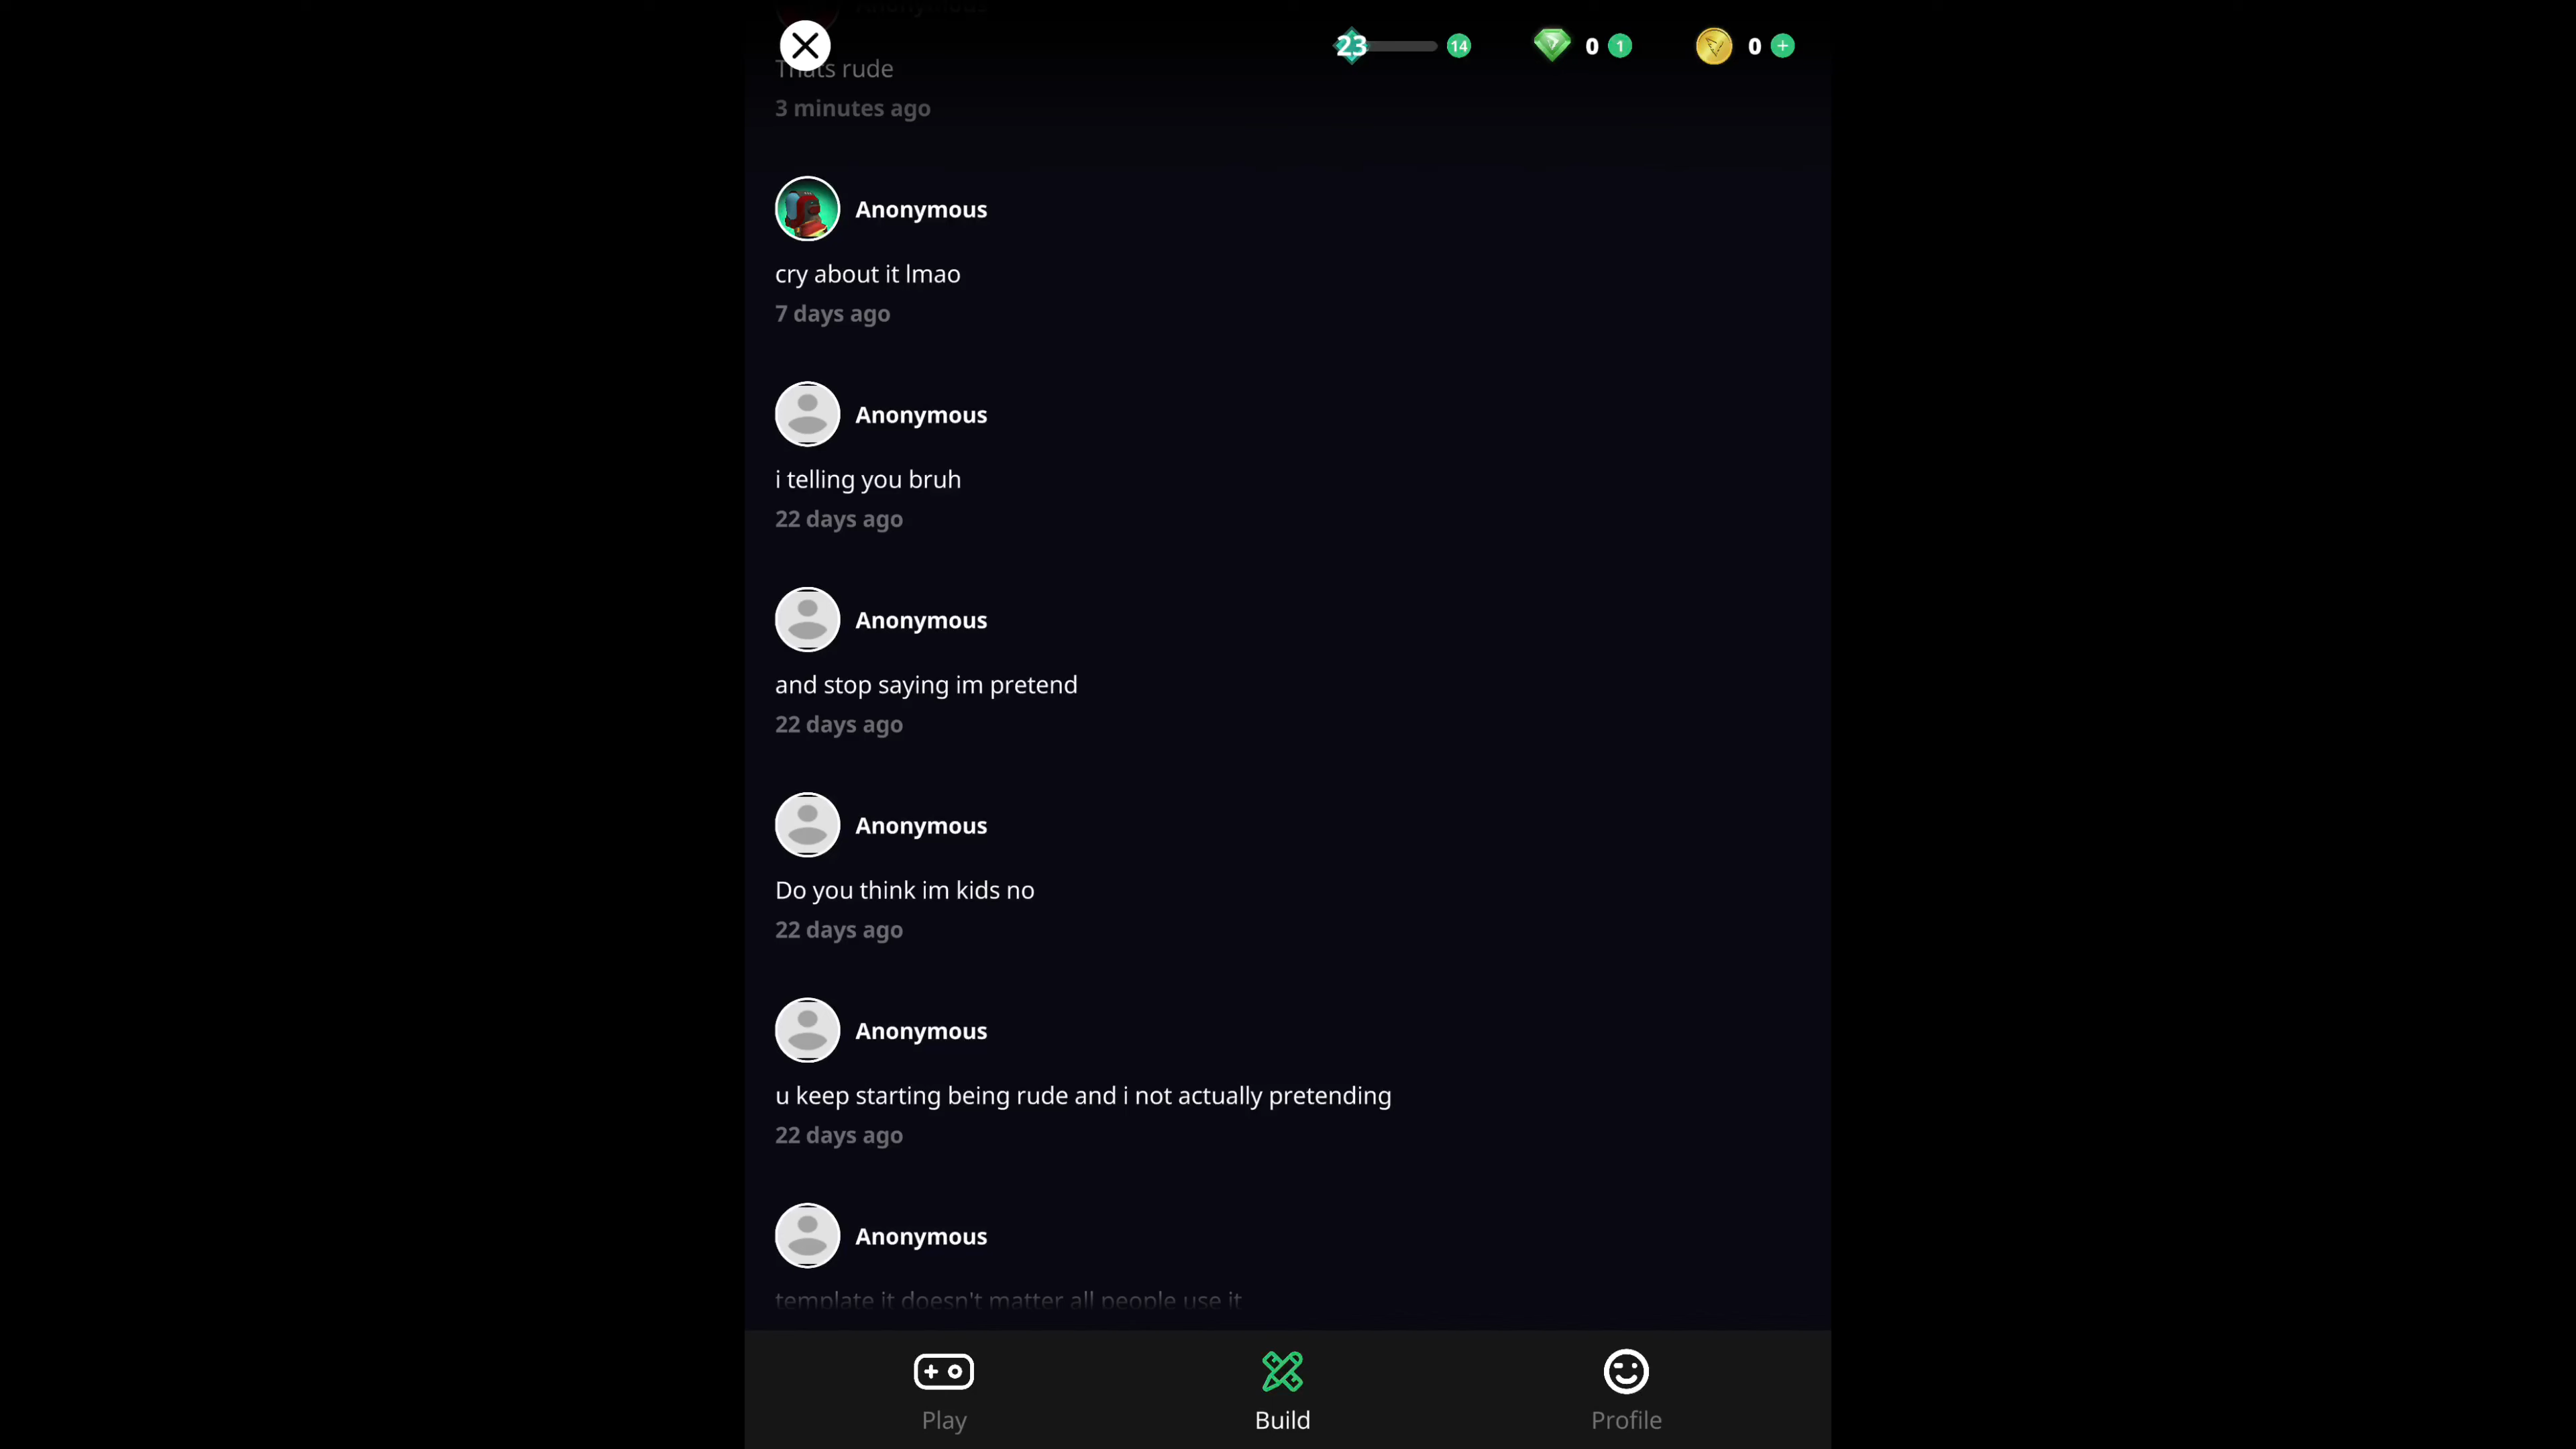 Anonymous
23
14
0
1
0
Thats rude
3 minutes ago
Anonymous
cry about it lmao
7 days ago
Anonymous
i telling you bruh
22 days ago
Anonymous
and stop saying im pretend
22 days ago
Anonymous
Do you think im kids no
22 days ago
Anonymous
u keep starting being rude and i not actually pretending
22 days ago
Anonymous
template it doesn't matter all people use it
Play
Build
Profile